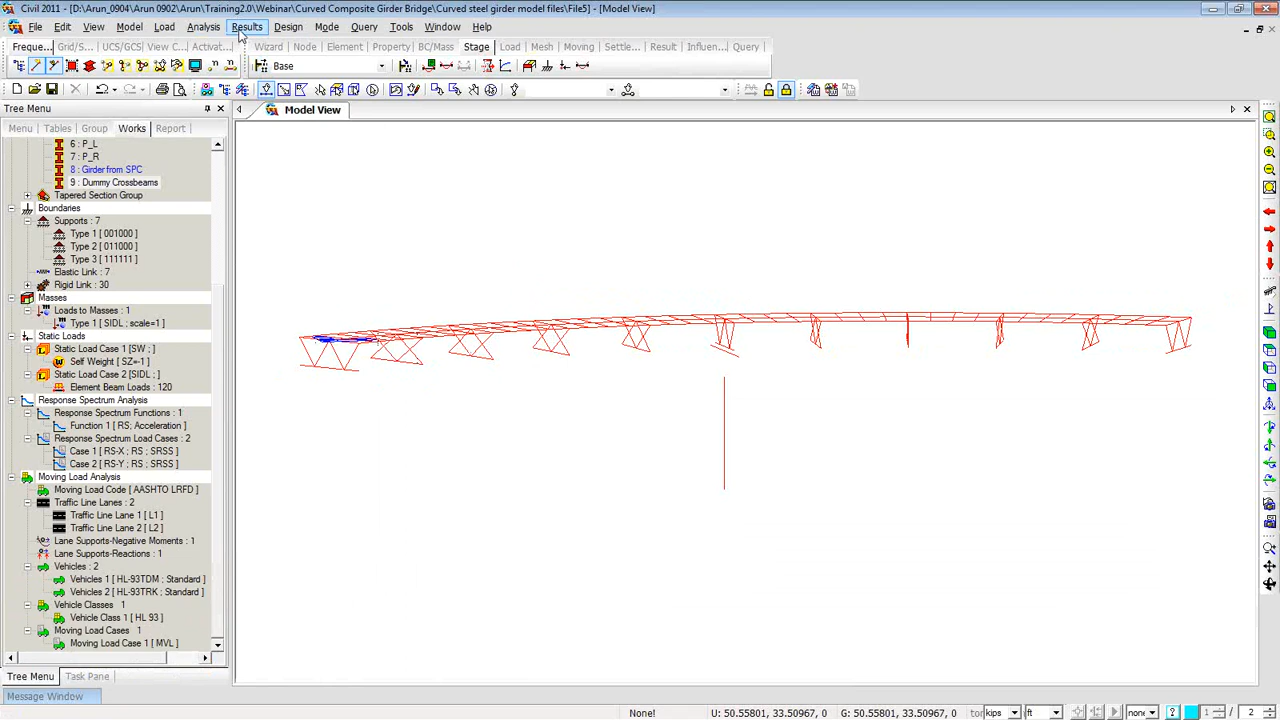 Civil 2011 - [D:\Arun_0904\Arun 0902\Arun\Training2.0\Webinar\Curved Composite Girder Bridge\Curved steel girder model files\File5] - [Model View]
File Edit View Model Load Analysis Results Design Mode Query Tools Window Help
Freque... Grid/S... UCS/GCS View C... Activat... Wizard Node Element Property BC/Mass Stage Load Mesh Moving Settle... Result Influen... Query
Base
Tree Menu
Model View
Menu Tables Group Works Report
6 : P_L
7 : P_R
8 : Girder from SPC
9 : Dummy Crossbeams
Tapered Section Group
Boundaries
Supports : 7
Type 1 [ 001000 ]
Type 2 [ 011000 ]
Type 3 [ 111111 ]
Elastic Link : 7
Rigid Link : 30
Masses
Loads to Masses : 1
Type 1 [ SIDL ; scale=1 ]
Static Loads
Static Load Case 1 [SW ; ]
Self Weight [ SZ=-1 ]
Static Load Case 2 [SIDL ; ]
Element Beam Loads : 120
Response Spectrum Analysis
Response Spectrum Functions : 1
Function 1 [ RS; Acceleration ]
Response Spectrum Load Cases : 2
Case 1 [ RS-X ; RS ; SRSS ]
Case 2 [ RS-Y ; RS ; SRSS ]
Moving Load Analysis
Moving Load Code [ AASHTO LRFD ]
Traffic Line Lanes : 2
Traffic Line Lane 1 [ L1 ]
Traffic Line Lane 2 [ L2 ]
Lane Supports-Negative Moments : 1
Lane Supports-Reactions : 1
Vehicles : 2
Vehicles 1 [ HL-93TDM ; Standard ]
Vehicles 2 [ HL-93TRK ; Standard ]
Vehicle Classes 1
Vehicle Class 1 [ HL 93 ]
Moving Load Cases 1
Moving Load Case 1 [ MVL ]
Tree Menu Task Pane
Message Window
None! U: 50.55801, 33.50967, 0 G: 50.55801, 33.50967, 0 kips ft none 1 / 2